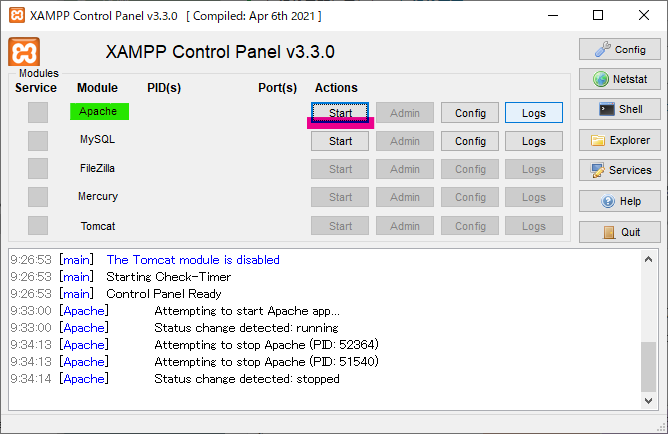 XAMPP Control Panel v3.3.0 [ Compiled: Apr 6th 2021 ]
XAMPP Control Panel v3.3.0
Config
Modules
Service Module PID(s) Port(s) Actions
Netstat
Apache Start Admin Config Logs
Shell
MySQL Start Admin Config Logs
Explorer
FileZilla Start Admin Config Logs
Services
Mercury Start Admin Config Logs
Help
Tomcat Start Admin Config Logs
Quit
9:26:53 [main] The Tomcat module is disabled
9:26:53 [main] Starting Check-Timer
9:26:53 [main] Control Panel Ready
9:33:00 [Apache] Attempting to start Apache app...
9:33:00 [Apache] Status change detected: running
9:34:13 [Apache] Attempting to stop Apache (PID: 52364)
9:34:13 [Apache] Attempting to stop Apache (PID: 51540)
9:34:14 [Apache] Status change detected: stopped